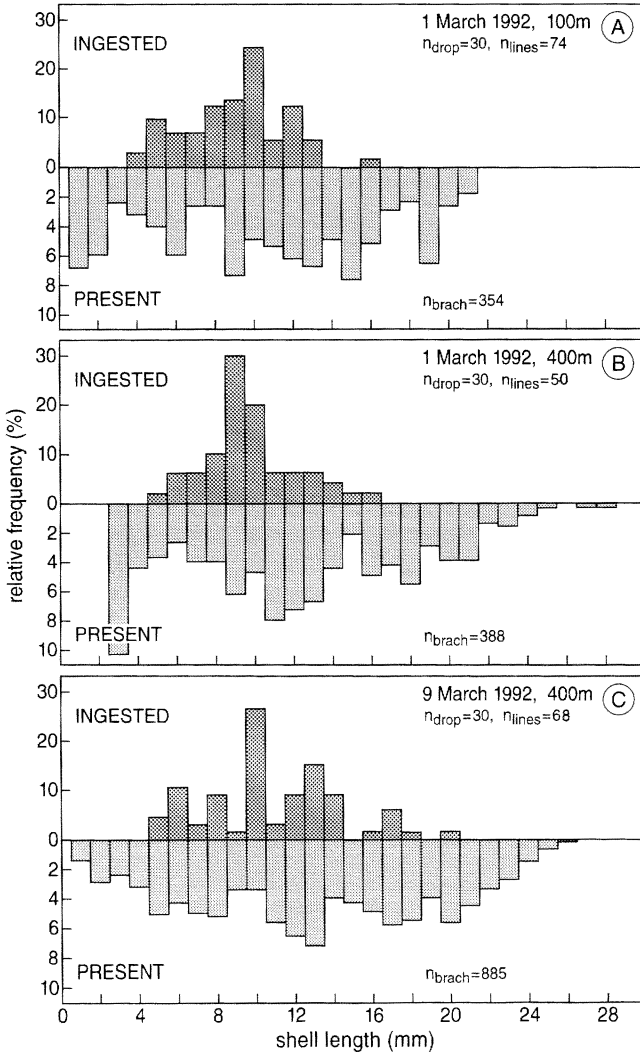 1 March 1992, 100m A
INGESTED
n_drop=30, n_lines=74
30
20
10
0
2
4
6
8
10
PRESENT
n_brach=354
1 March 1992, 400m B
INGESTED
n_drop=30, n_lines=50
30
20
10
0
2
4
6
8
10
PRESENT
n_brach=388
relative frequency (%)
9 March 1992, 400m C
INGESTED
n_drop=30, n_lines=68
30
20
10
0
2
4
6
8
10
PRESENT
n_brach=885
0 4 8 12 16 20 24 28
shell length (mm)